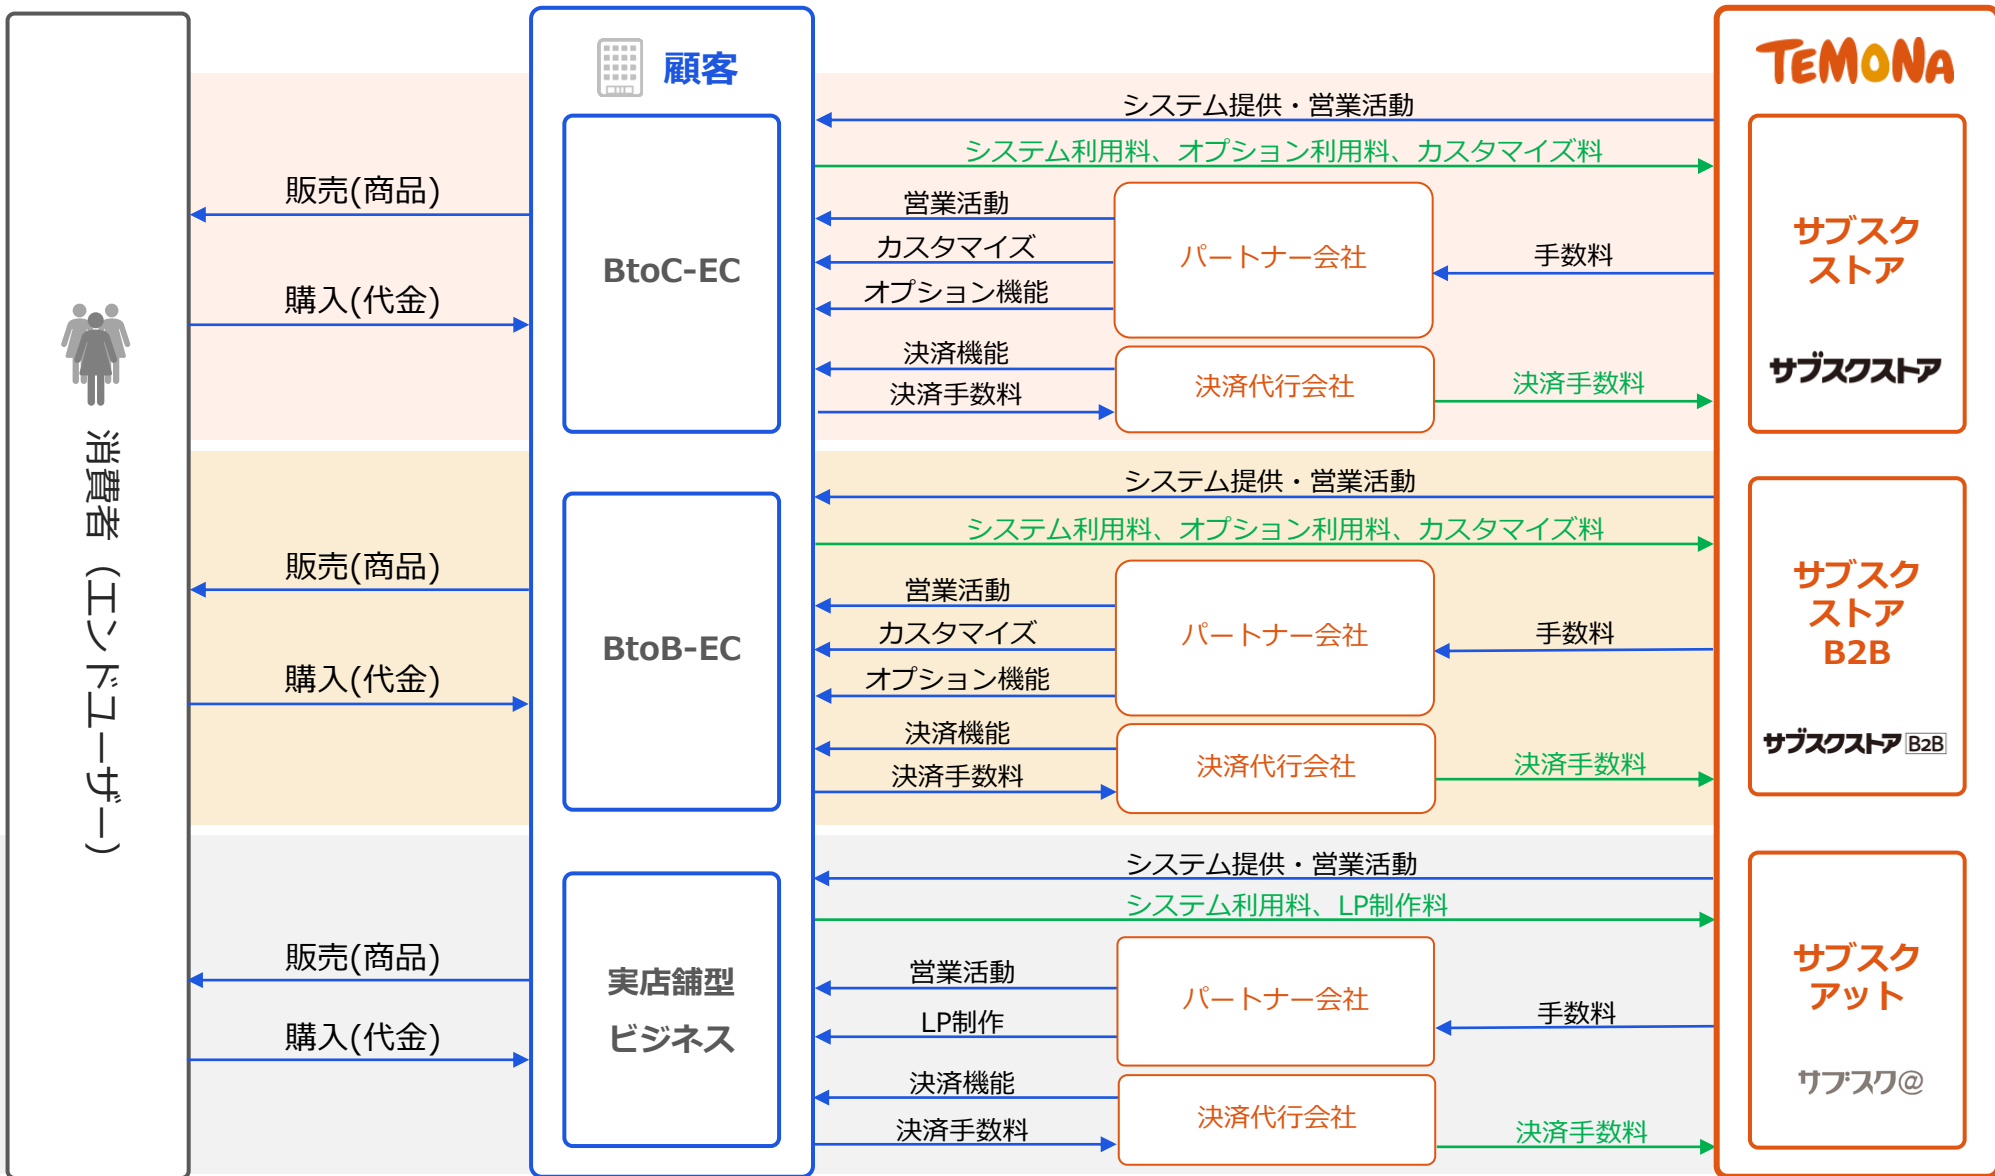 消費者（エンドユーザー）
販売(商品)
購入(代金)
販売(商品)
購入(代金)
販売(商品)
購入(代金)
顧客
BtoC-EC
BtoB-EC
実店舗型
ビジネス
システム提供・営業活動
システム利用料、オプション利用料、カスタマイズ料
営業活動
カスタマイズ
オプション機能
パートナー会社
手数料
決済機能
決済手数料
決済代行会社
決済手数料
システム提供・営業活動
システム利用料、オプション利用料、カスタマイズ料
営業活動
カスタマイズ
オプション機能
パートナー会社
手数料
決済機能
決済手数料
決済代行会社
決済手数料
システム提供・営業活動
システム利用料、LP制作料
営業活動
LP制作
パートナー会社
手数料
決済機能
決済手数料
決済代行会社
決済手数料
TEMONA
サブスク
ストア
サブスクストア
サブスク
ストア
B2B
サブスクストア B2B
サブスク
アット
サブスク@